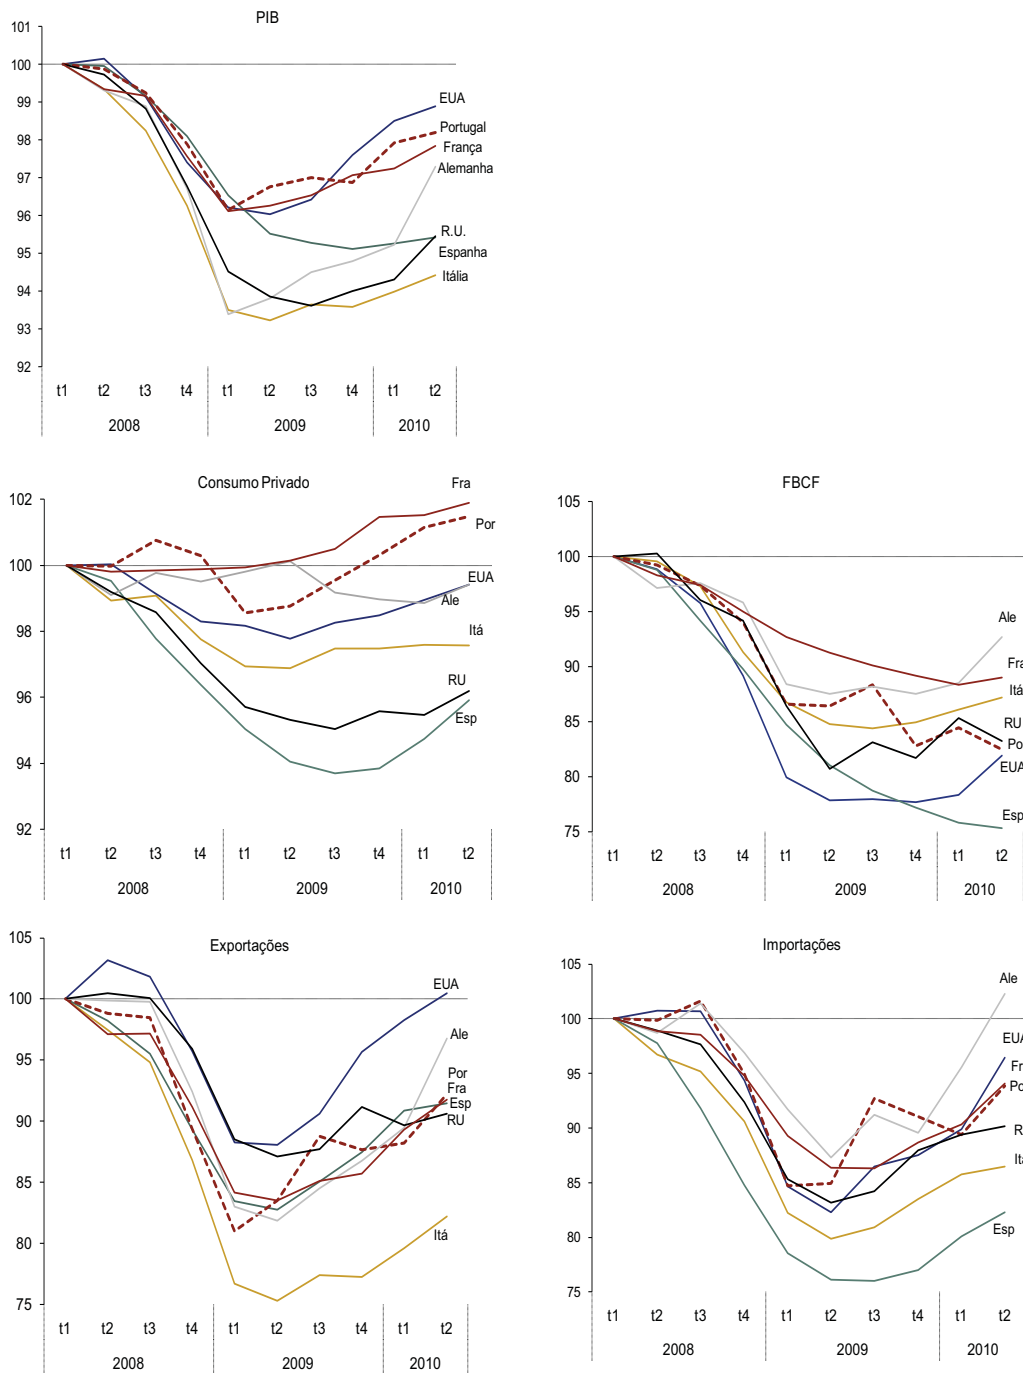 PIB
101
100
99
98
97
96
95
94
93
92
EUA
Portugal
França
Alemanha
R.U.
Espanha
Itália
t1 t2 t3 t4 t1 t2 t3 t4 t1 t2
2008 2009 2010
Consumo Privado
102
100
98
96
94
92
Fra
Por
EUA
Ale
Itá
RU
Esp
t1 t2 t3 t4 t1 t2 t3 t4 t1 t2
2008 2009 2010
FBCF
105
100
95
90
85
80
75
Ale
Fra
Itá
RU
Po
EUA
Esp
t1 t2 t3 t4 t1 t2 t3 t4 t1 t2
2008 2009 2010
Exportações
105
100
95
90
85
80
75
EUA
Ale
Por
Fra
Esp
RU
Itá
t1 t2 t3 t4 t1 t2 t3 t4 t1 t2
2008 2009 2010
Importações
105
100
95
90
85
80
75
Ale
EUA
Fr
Po
R
Itá
Esp
t1 t2 t3 t4 t1 t2 t3 t4 t1 t2
2008 2009 2010